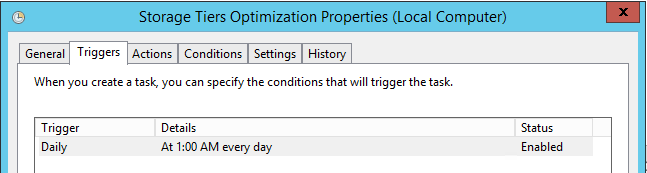 Storage Tiers Optimization Properties (Local Computer)
x
General Triggers Actions Conditions Settings History
When you create a task, you can specify the conditions that will trigger the task.
Trigger Details Status
Daily At 1:00 AM every day Enabled